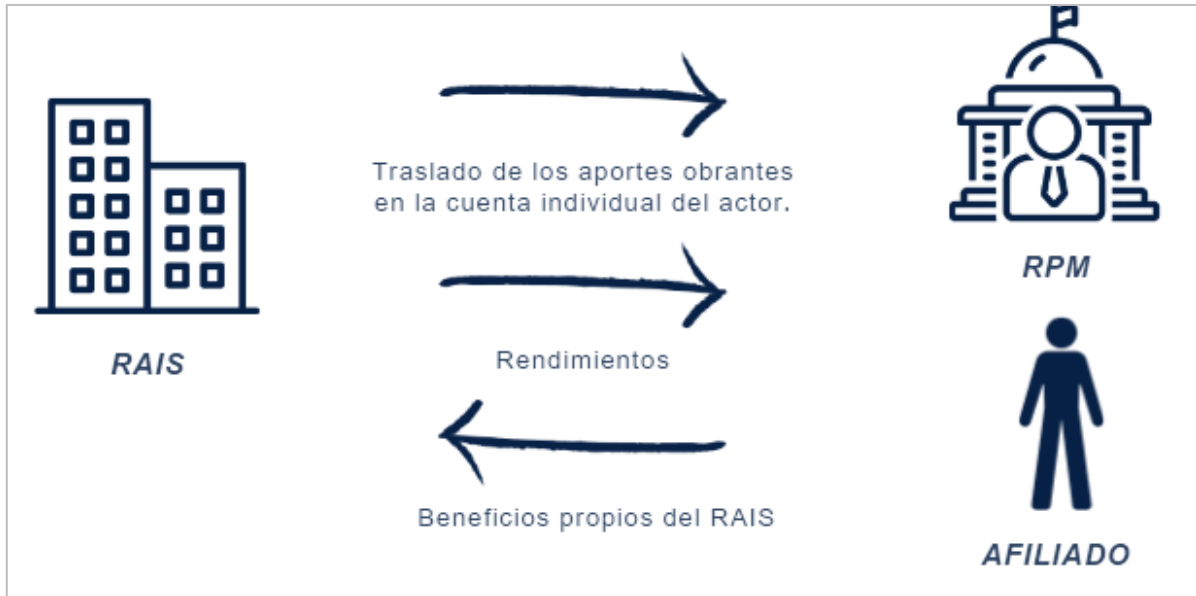 Traslado de los aportes obrantes
en la cuenta individual del actor.
RPM
RAIS
Rendimientos
Beneficios propios del RAIS
AFILIADO